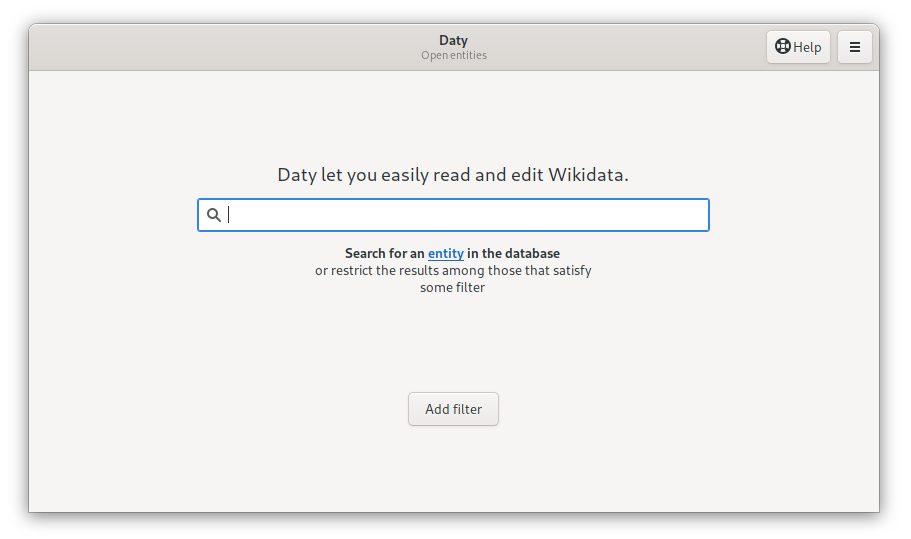 Daty
Open entities
Help
Daty let you easily read and edit Wikidata.
Search for an entity in the database
or restrict the results among those that satisfy
some filter
Add filter